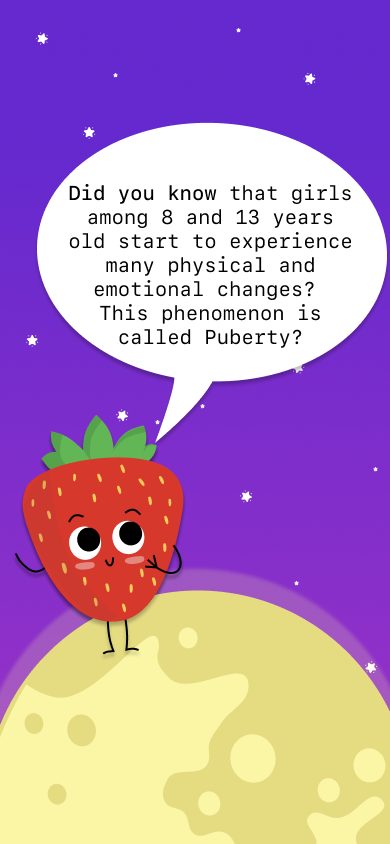 Did you know that girls
among 8 and 13 years
old start to experience
many physical and
emotional changes?
This phenomenon is
called Puberty?